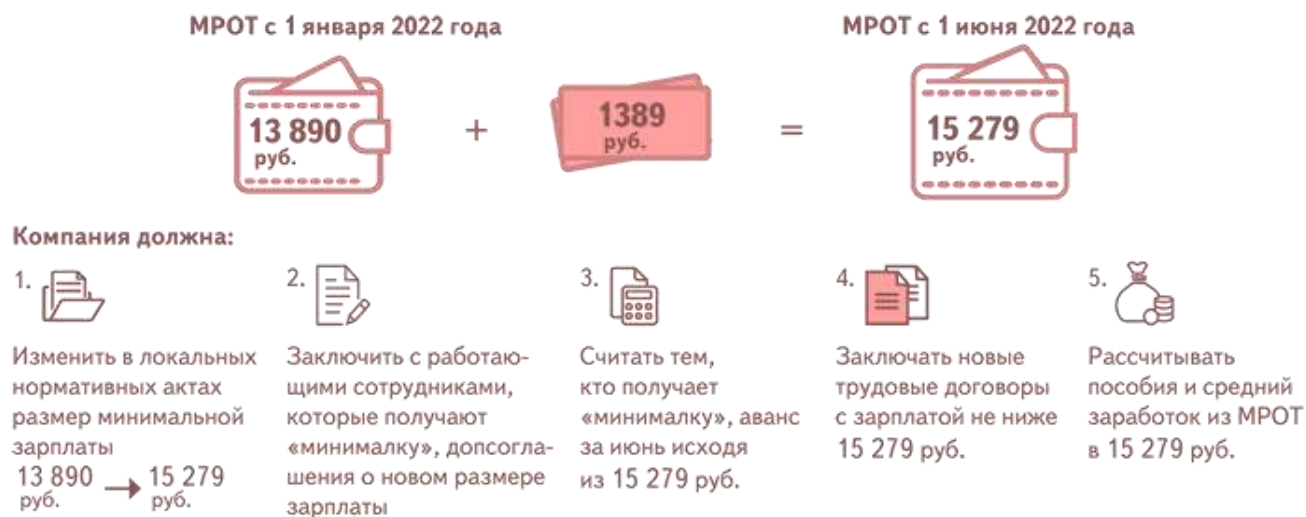 МРОТ с 1 января 2022 года
МРОТ с 1 июня 2022 года
13 890
руб.
+
1389
руб.
=
15 279
руб.
Компания должна:
1.
Изменить в локальных
нормативных актах
размер минимальной
зарплаты
13 890
руб.
15 279
руб.
2.
Заключить с работаю-
щими сотрудниками,
которые получают
«минималку», допсогла-
шения о новом размере
зарплаты
3.
Считать тем,
кто получает
«минималку», аванс
за июнь исходя
из 15 279 руб.
4.
Заключать новые
трудовые договоры
с зарплатой не ниже
15 279 руб.
5.
Рассчитывать
пособия и средний
заработок из МРОТ
в 15 279 руб.